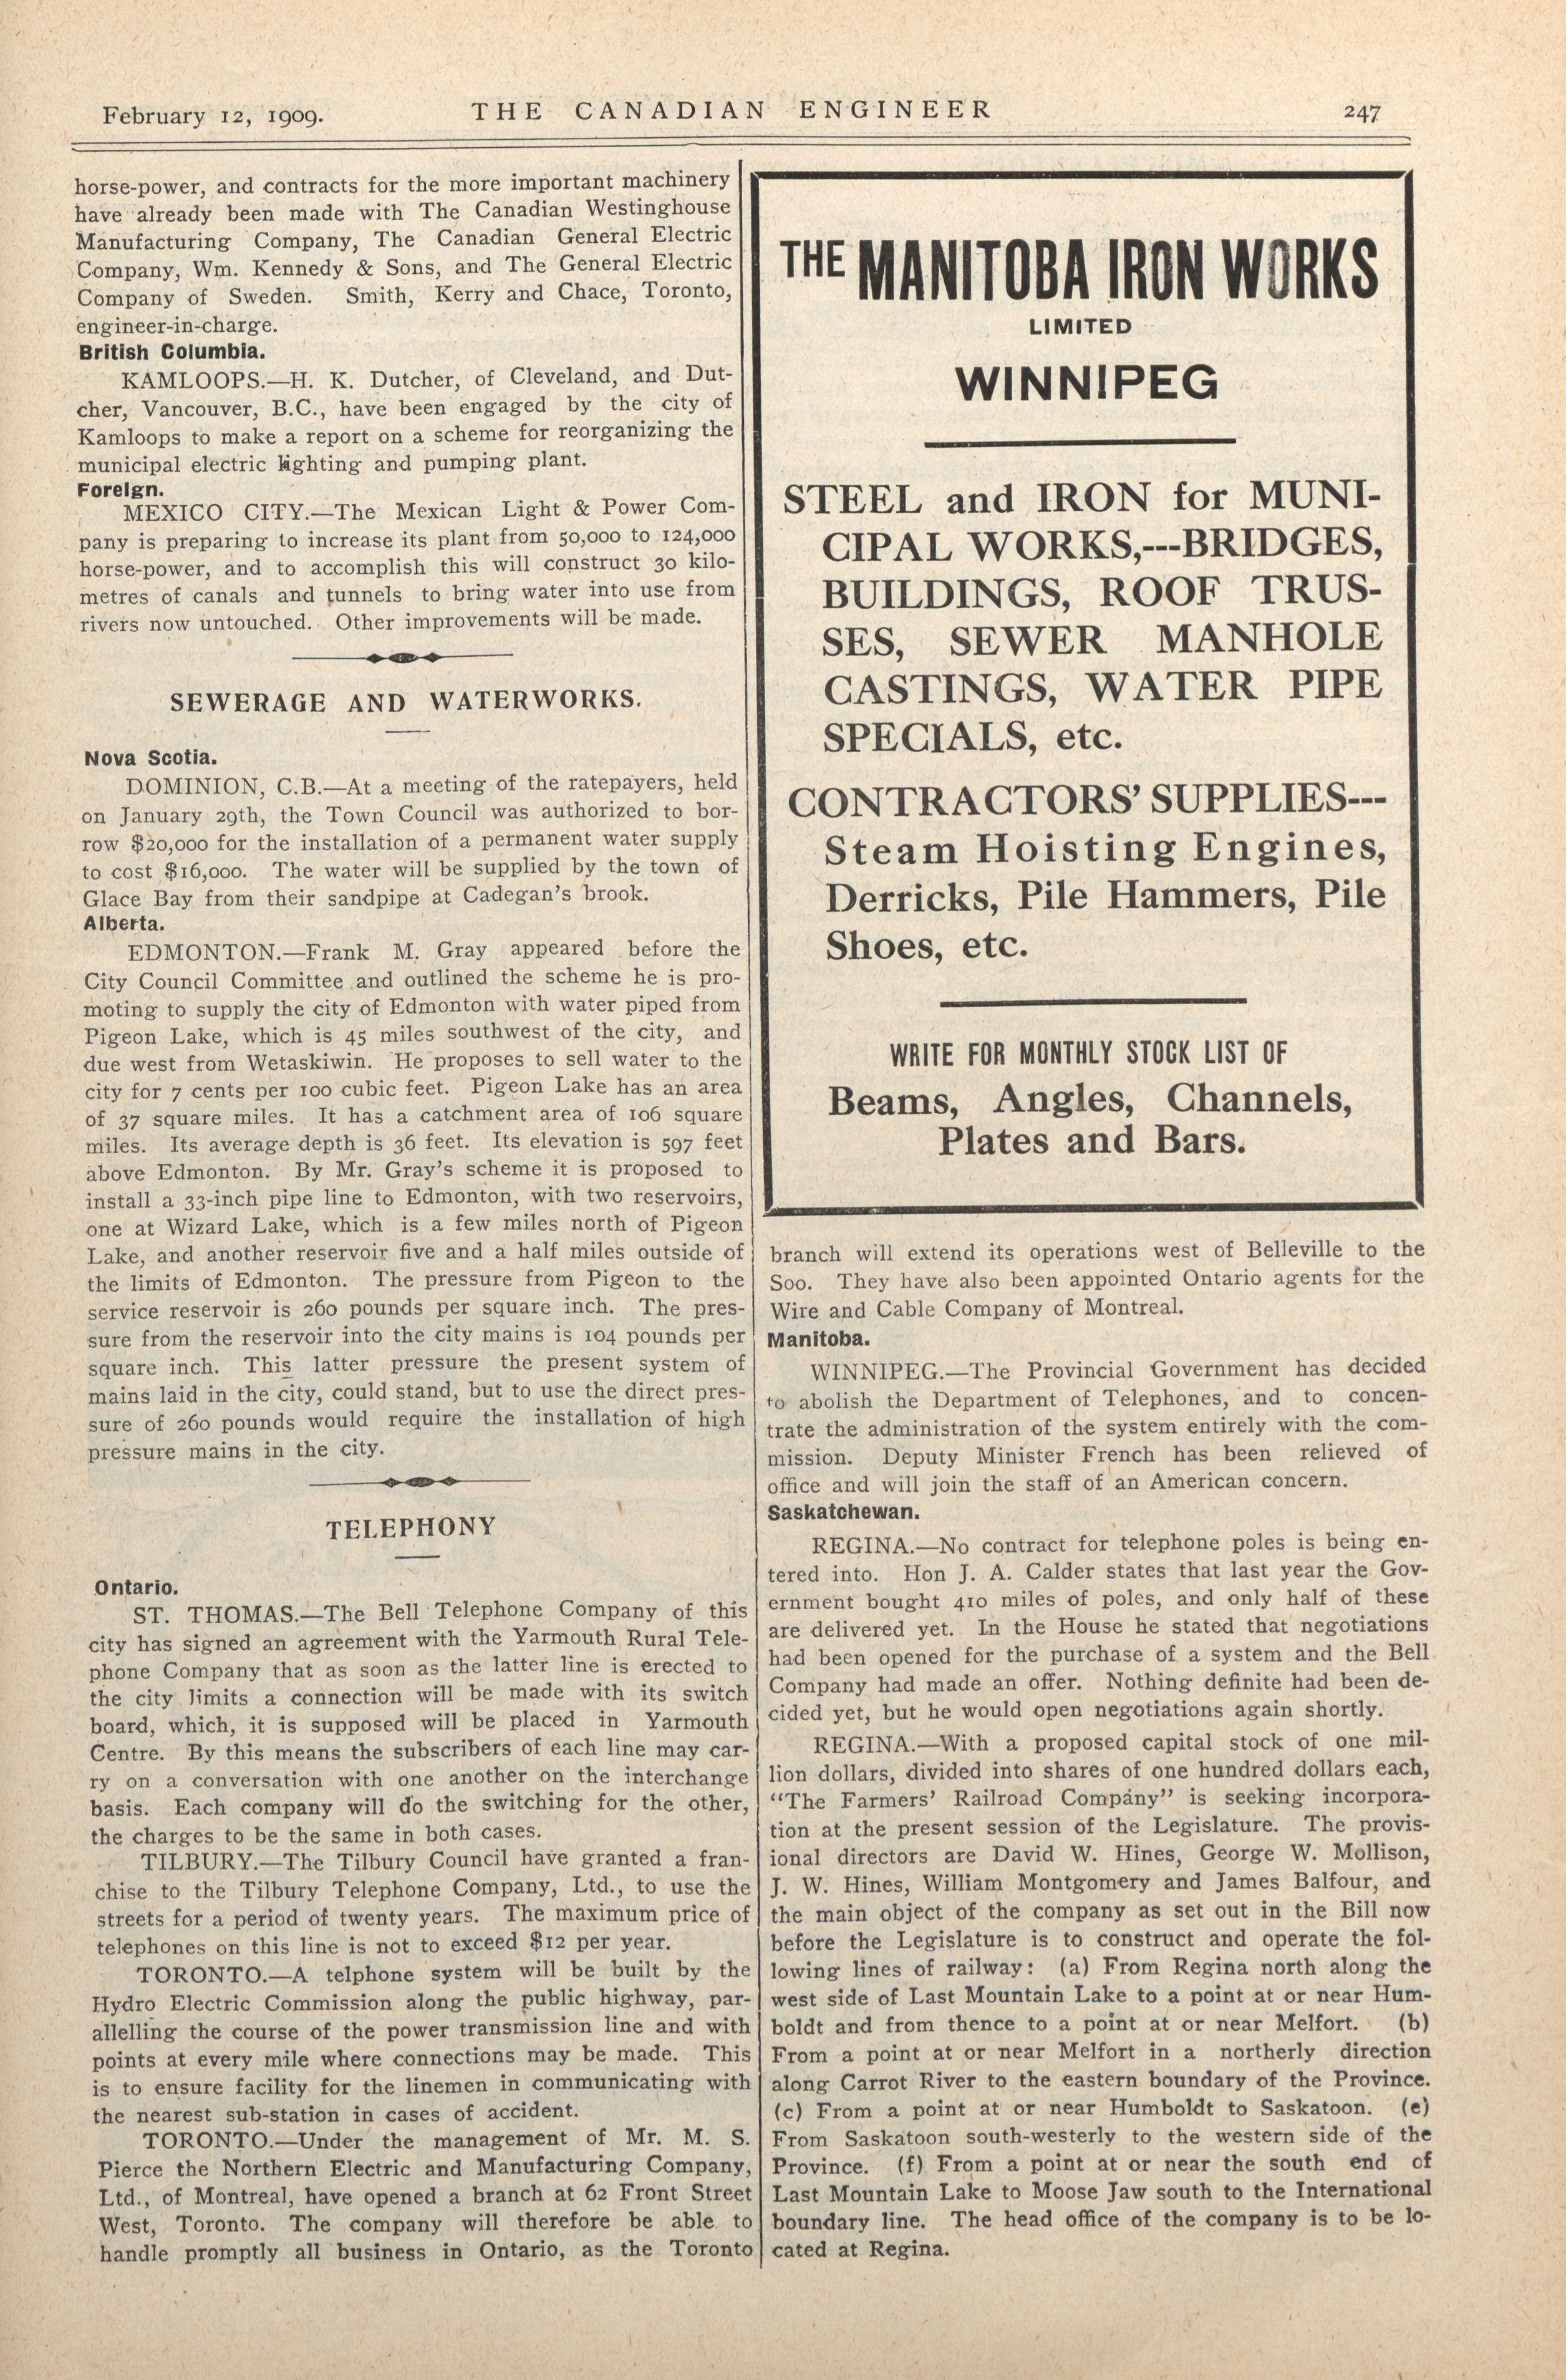 February 12, 1909.
THE CANADIAN ENGINEER
247
horse-power, and contracts for the more important machinery
have already been made with The Canadian Westinghouse
Manufacturing Company, The Canadian General Electric
Company, Wm. Kennedy & Sons, and The General Electric
Company of Sweden. Smith, Kerry and Chace, Toronto,
engineer-in-charge.
British Columbia.
KAMLOOPS.—H. K. Dutcher, of Cleveland, and Dut-
cher, Vancouver, B.C., have been engaged by the city of
Kamloops to make a report on a scheme for reorganizing the
municipal electric lighting and pumping plant.
Foreign.
MEXICO CITY.—The Mexican Light & Power Com-
pany is preparing to increase its plant from 50,000 to 124,000
horse-power, and to accomplish this will construct 30 kilo-
metres of canals and tunnels to bring water into use from
rivers now untouched. Other improvements will be made.
SEWERAGE AND WATERWORKS.
Nova Scotia.
DOMINION, C.B.—At a meeting of the ratepayers, held
on January 29th, the Town Council was authorized to bor-
row $20,000 for the installation of a permanent water supply
to cost $16,000. The water will be supplied by the town of
Glace Bay from their sandpipe at Cadegan's brook.
Alberta.
EDMONTON.—Frank M. Gray appeared before the
City Council Committee and outlined the scheme he is pro-
moting to supply the city of Edmonton with water piped from
Pigeon Lake, which is 45 miles southwest of the city, and
due west from Wetaskiwin. He proposes to sell water to the
city for 7 cents per 100 cubic feet. Pigeon Lake has an area
of 37 square miles. It has a catchment area of 106 square
miles. Its average depth is 36 feet. Its elevation is 597 feet
above Edmonton. By Mr. Gray's scheme it is proposed to
install a 33-inch pipe line to Edmonton, with two reservoirs,
one at Wizard Lake, which is a few miles north of Pigeon
Lake, and another reservoir five and a half miles outside of
the limits of Edmonton. The pressure from Pigeon to the
service reservoir is 260 pounds per square inch. The pres-
sure from the reservoir into the city mains is 104 pounds per
square inch. This latter pressure the present system of
mains laid in the city, could stand, but to use the direct pres-
sure of 260 pounds would require the installation of high
pressure mains in the city.
TELEPHONY
Ontario.
ST. THOMAS.—The Bell Telephone Company of this
city has signed an agreement with the Yarmouth Rural Tele-
phone Company that as soon as the latter line is erected to
the city limits a connection will be made with its switch
board, which, it is supposed will be placed in Yarmouth
Centre. By this means the subscribers of each line may car-
ry on a conversation with one another on the interchange
basis. Each company will do the switching for the other,
the charges to be the same in both cases.
TILBURY.—The Tilbury Council have granted a fran-
chise to the Tilbury Telephone Company, Ltd., to use the
streets for a period of twenty years. The maximum price of
telephones on this line is not to exceed $12 per year.
TORONTO.—A telphone system will be built by the
Hydro Electric Commission along the public highway, par-
allelling the course of the power transmission line and with
points at every mile where connections may be made. This
is to ensure facility for the linemen in communicating with
the nearest sub-station in cases of accident.
TORONTO.—Under the management of Mr. M. S.
Pierce the Northern Electric and Manufacturing Company,
Ltd., of Montreal, have opened a branch at 62 Front Street
West, Toronto. The company will therefore be able to
handle promptly all business in Ontario, as the Toronto
THE MANITOBA IRON WORKS
LIMITED
WINNIPEG
STEEL and IRON for MUNI-
CIPAL WORKS,---BRIDGES,
BUILDINGS, ROOF TRUS-
SES, SEWER MANHOLE
CASTINGS, WATER PIPE
SPECIALS, etc.
CONTRACTORS' SUPPLIES---
Steam Hoisting Engines,
Derricks, Pile Hammers, Pile
Shoes, etc.
WRITE FOR MONTHLY STOCK LIST OF
Beams, Angles, Channels,
Plates and Bars.
branch will extend its operations west of Belleville to the
Soo. They have also been appointed Ontario agents for the
Wire and Cable Company of Montreal.
Manitoba.
WINNIPEG.—The Provincial Government has decided
to abolish the Department of Telephones, and to concen-
trate the administration of the system entirely with the com-
mission. Deputy Minister French has been relieved of
office and will join the staff of an American concern.
Saskatchewan.
REGINA.—No contract for telephone poles is being en-
tered into. Hon J. A. Calder states that last year the Gov-
ernment bought 410 miles of poles, and only half of these
are delivered yet. In the House he stated that negotiations
had been opened for the purchase of a system and the Bell
Company had made an offer. Nothing definite had been de-
cided yet, but he would open negotiations again shortly.
REGINA.—With a proposed capital stock of one mil-
lion dollars, divided into shares of one hundred dollars each,
"The Farmers' Railroad Company" is seeking incorpora-
tion at the present session of the Legislature. The provis-
ional directors are David W. Hines, George W. Mollison,
J. W. Hines, William Montgomery and James Balfour, and
the main object of the company as set out in the Bill now
before the Legislature is to construct and operate the fol-
lowing lines of railway: (a) From Regina north along the
west side of Last Mountain Lake to a point at or near Hum-
boldt and from thence to a point at or near Melfort. (b)
From a point at or near Melfort in a northerly direction
along Carrot River to the eastern boundary of the Province.
(c) From a point at or near Humboldt to Saskatoon. (e)
From Saskatoon south-westerly to the western side of the
Province. (f) From a point at or near the south end of
Last Mountain Lake to Moose Jaw south to the International
boundary line. The head office of the company is to be lo-
cated at Regina.